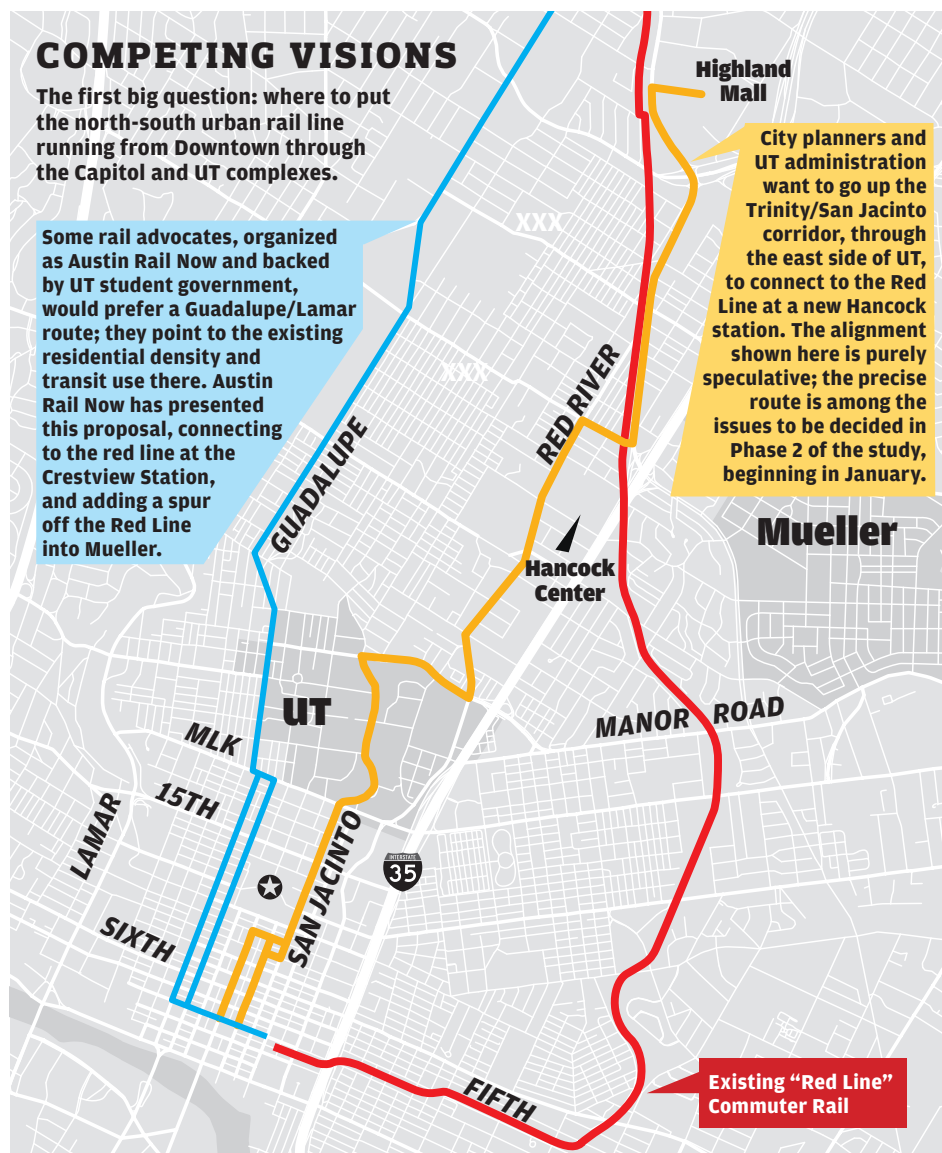 COMPETING VISIONS
The first big question: where to put
the north-south urban rail line
running from Downtown through
the Capitol and UT complexes.
Highland
Mall
City planners and
UT administration
want to go up the
Trinity/San Jacinto
corridor, through
the east side of UT,
to connect to the Red
Line at a new Hancock
station. The alignment
shown here is purely
speculative; the precise
route is among the
issues to be decided in
Phase 2 of the study,
beginning in January.
Some rail advocates, organized
as Austin Rail Now and backed
by UT student government,
would prefer a Guadalupe/Lamar
route; they point to the existing
residential density and
transit use there. Austin
Rail Now has presented
this proposal, connecting
to the red line at the
Crestview Station,
and adding a spur
off the Red Line
into Mueller.
XXX
XXX
RED RIVER
GUADALUPE
Mueller
Hancock
Center
UT
MANOR ROAD
MLK
15TH
LAMAR
SAN JACINTO
INTERSTATE
35
SIXTH
FIFTH
Existing “Red Line”
Commuter Rail